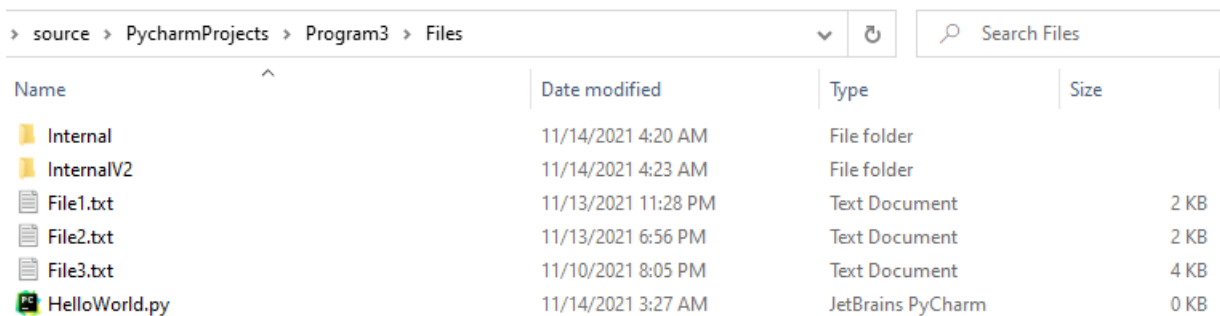 > source > PycharmProjects > Program3 > Files Search Files
Name Date modified Type Size
Internal 11/14/2021 4:20 AM File folder
InternalV2 11/14/2021 4:23 AM File folder
File1.txt 11/13/2021 11:28 PM Text Document 2 KB
File2.txt 11/13/2021 6:56 PM Text Document 2 KB
File3.txt 11/10/2021 8:05 PM Text Document 4 KB
PC HelloWorld.py 11/14/2021 3:27 AM JetBrains PyCharm 0 KB